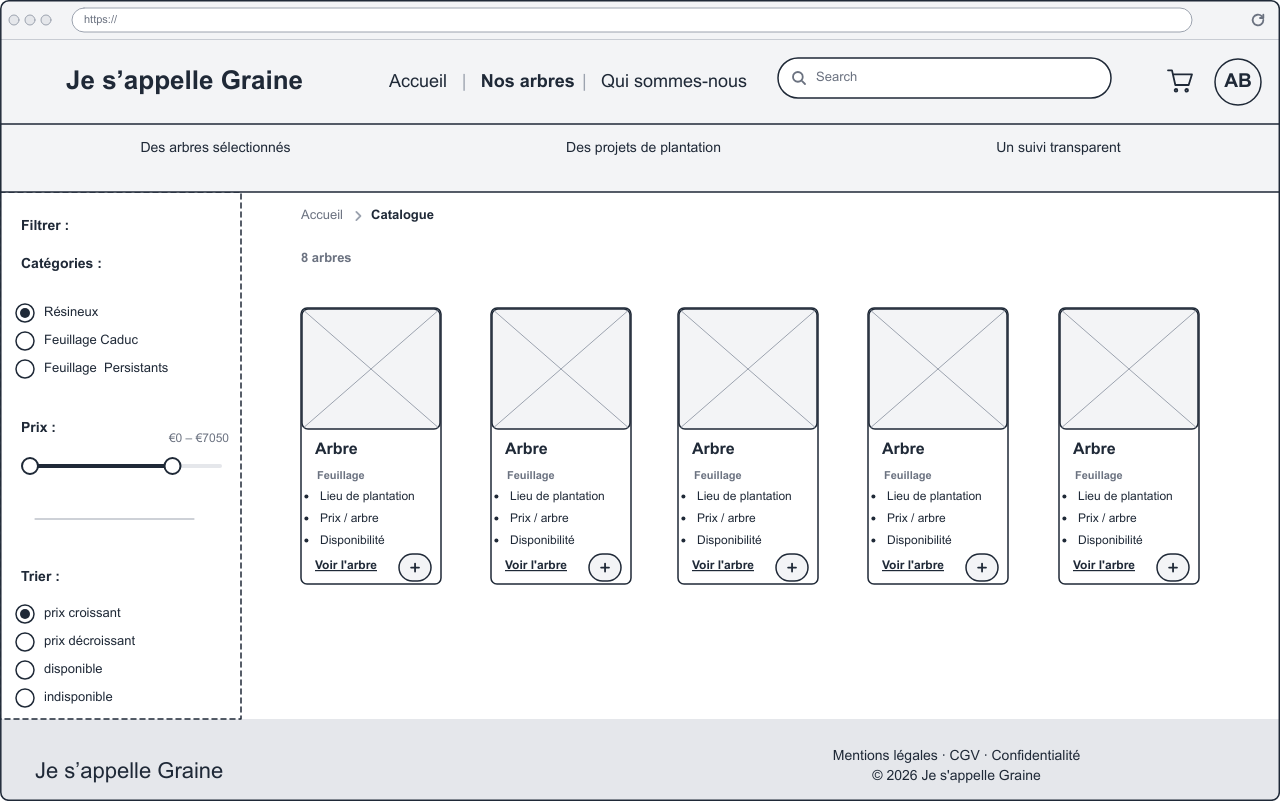 https://
Je s’appelle Graine
Accueil | Nos arbres | Qui sommes-nous
Search
AB
Des arbres sélectionnés
Des projets de plantation
Un suivi transparent
Filtrer :
Catégories :
Résineux
Feuillage Caduc
Feuillage  Persistants
Prix :
€0 – €7050
Trier :
prix croissant
prix décroissant
disponible
indisponible
Accueil > Catalogue
8 arbres
Arbre
Feuillage
• Lieu de plantation
• Prix / arbre
• Disponibilité
Voir l'arbre +
Arbre
Feuillage
• Lieu de plantation
• Prix / arbre
• Disponibilité
Voir l'arbre +
Arbre
Feuillage
• Lieu de plantation
• Prix / arbre
• Disponibilité
Voir l'arbre +
Arbre
Feuillage
• Lieu de plantation
• Prix / arbre
• Disponibilité
Voir l'arbre +
Arbre
Feuillage
• Lieu de plantation
• Prix / arbre
• Disponibilité
Voir l'arbre +
Je s’appelle Graine
Mentions légales · CGV · Confidentialité
© 2026 Je s'appelle Graine